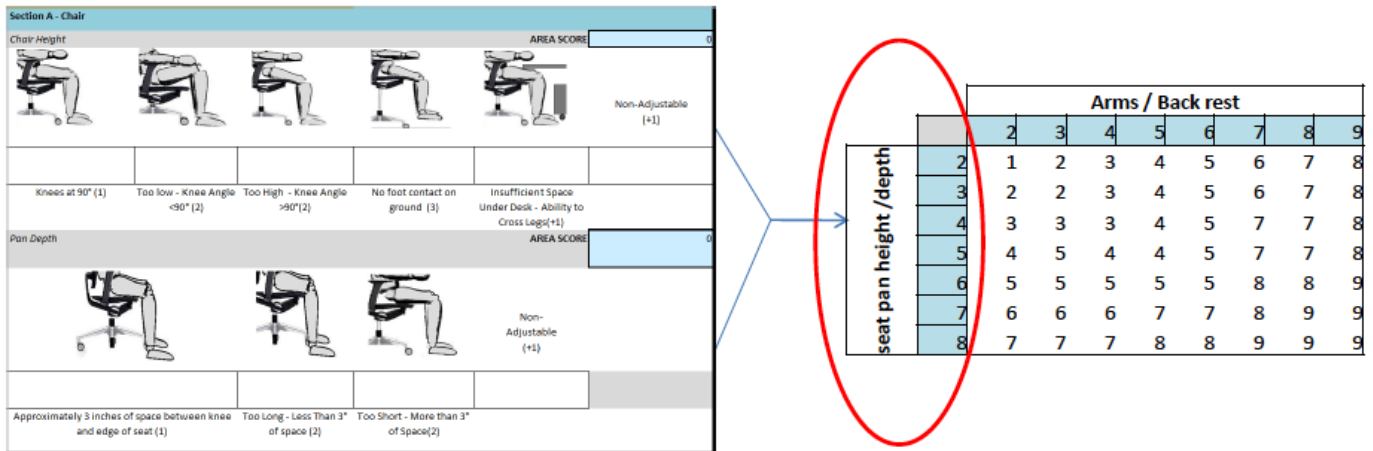 Section A - Chair
Chair Height AREA SCORE 0
Non-Adjustable
(+1)
Knees at 90° (1)
Too low - Knee Angle
<90° (2)
Too High - Knee Angle
>90°(2)
No foot contact on
ground (3)
Insufficient Space
Under Desk - Ability to
Cross Legs(+1)
Pan Depth AREA SCORE 0
Non-
Adjustable
(+1)
Approximately 3 inches of space between knee
and edge of seat (1)
Too Long - Less Than 3"
of space (2)
Too Short - More than 3"
of Space(2)
Arms / Back rest
2 3 4 5 6 7 8 9
seat pan height /depth
2 1 2 3 4 5 6 7 8
3 2 2 3 4 5 6 7 8
4 3 3 3 4 5 7 7 8
5 4 5 4 4 5 7 7 8
6 5 5 5 5 5 8 8 9
7 6 6 6 7 7 8 9 9
8 7 7 7 8 8 9 9 9